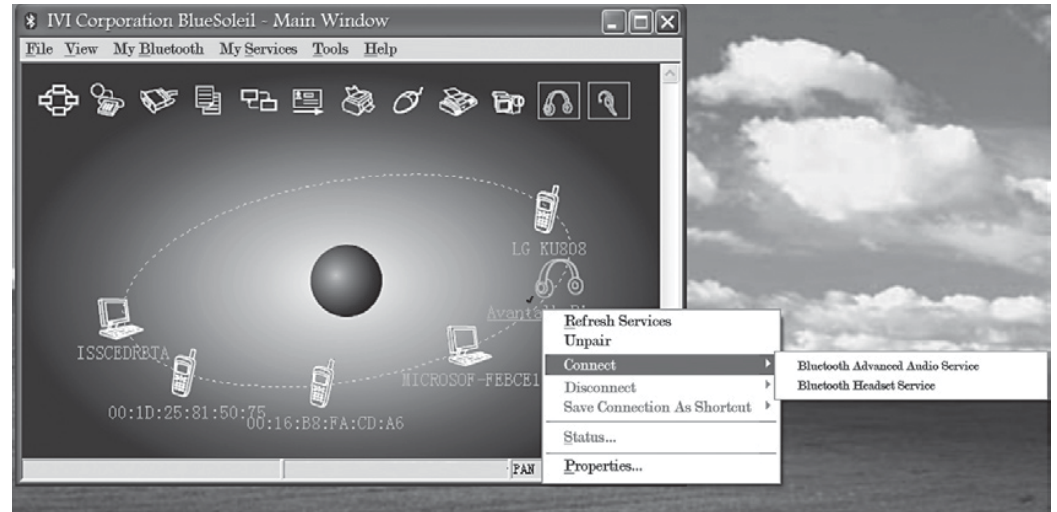 IVI Corporation BlueSoleil - Main Window
File View My Bluetooth My Services Tools Help
LG KU808
ISSCEDRBTA
MICROSOF-FEBCE1
00:1D:25:81:50:75
00:16:B8:FA:CD:A6
PAN
Refresh Services
Unpair
Connect
Disconnect
Save Connection As Shortcut
Status...
Properties...
Bluetooth Advanced Audio Service
Bluetooth Headset Service